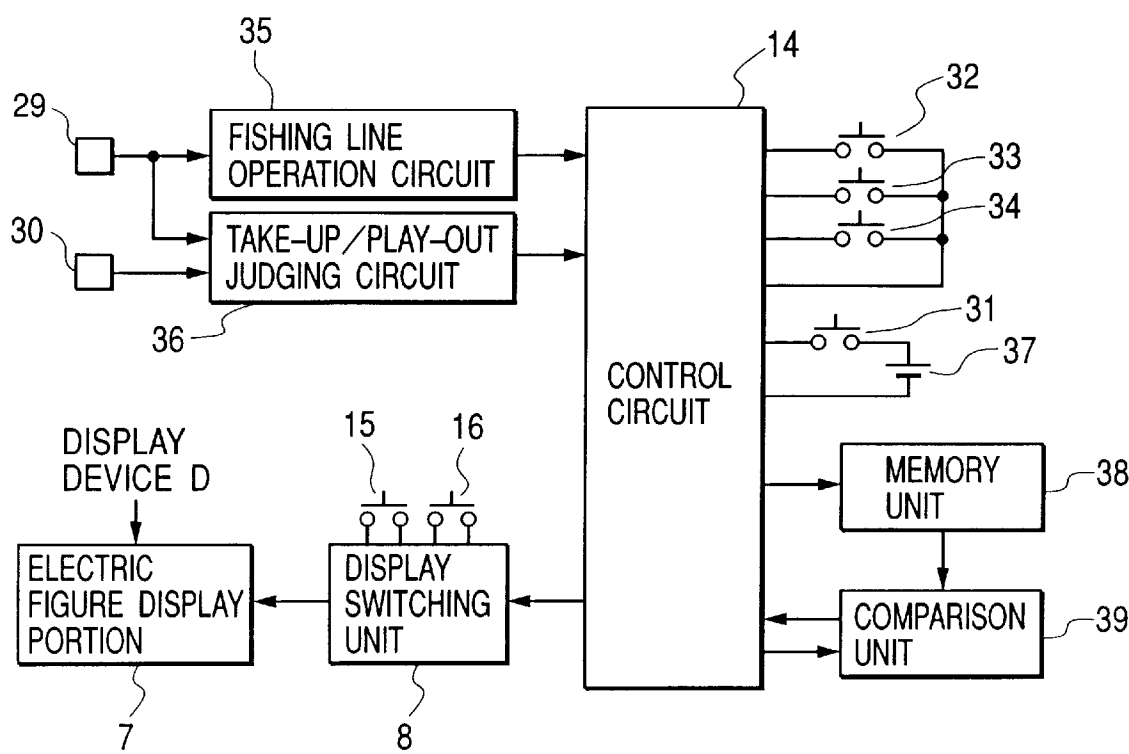 35
14
29
FISHING LINE
OPERATION CIRCUIT
32
33
34
30
TAKE-UP/PLAY-OUT
JUDGING CIRCUIT
36
31
37
CONTROL
CIRCUIT
DISPLAY
DEVICE D
15
16
MEMORY
UNIT
38
ELECTRIC
FIGURE DISPLAY
PORTION
DISPLAY
SWITCHING
UNIT
COMPARISON
UNIT
39
7
8